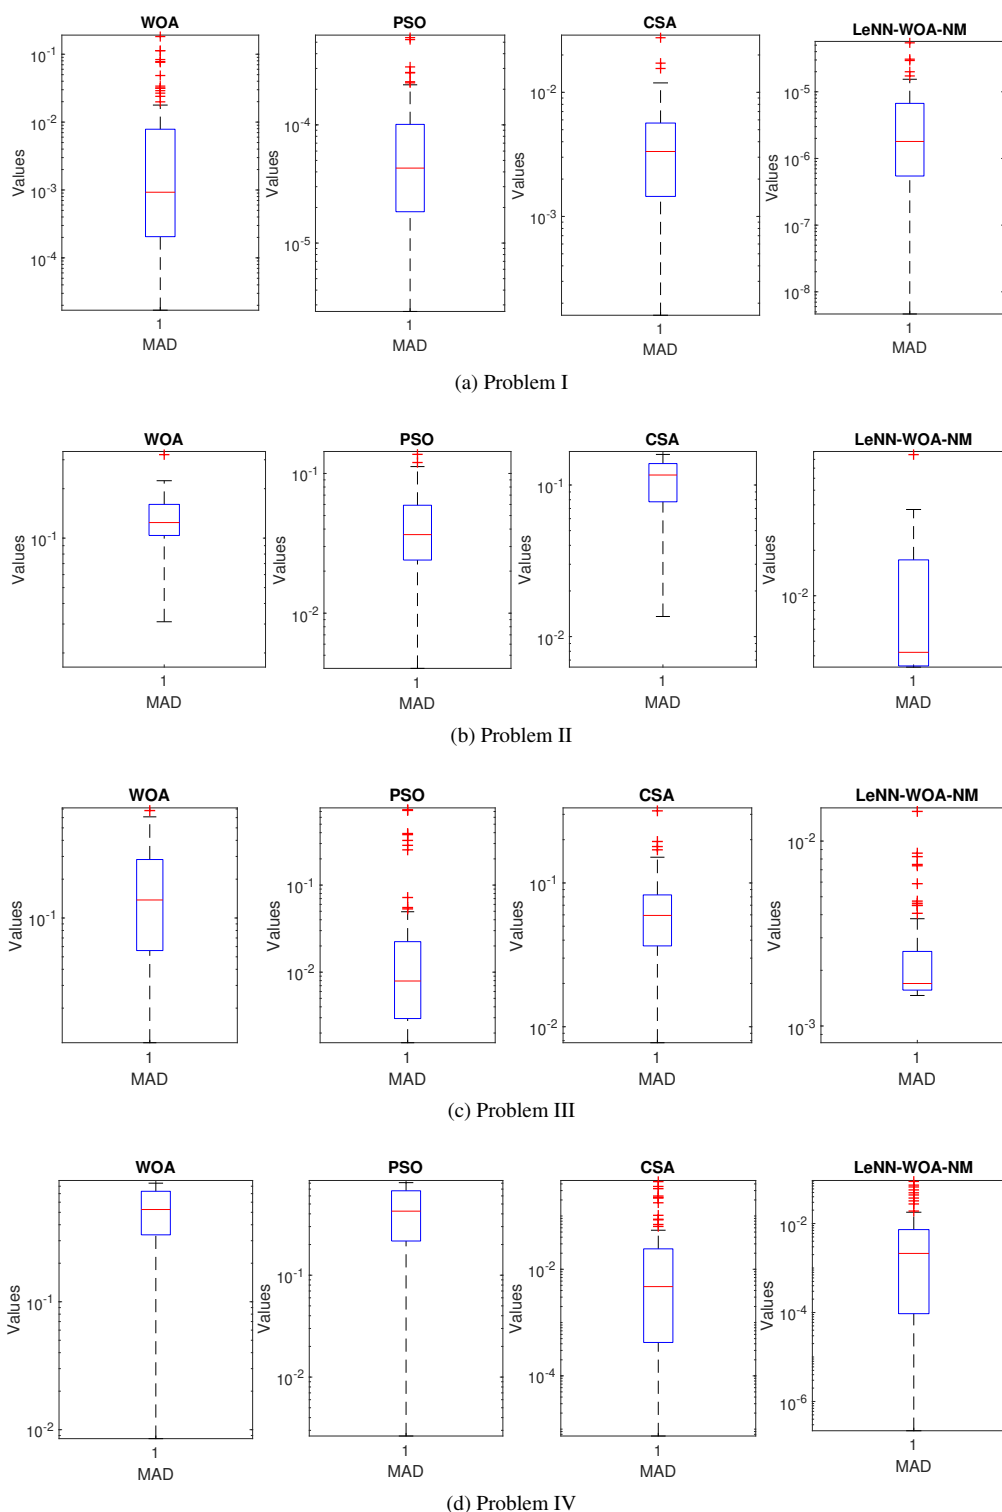 WOA PSO CSA LeNN-WOA-NM
Values 10^-1 10^-2 10^-3 10^-4
Values 10^-4 10^-5
Values 10^-2 10^-3
Values 10^-5 10^-6 10^-7 10^-8
1 1 1 1
MAD MAD MAD MAD
(a) Problem I
WOA PSO CSA LeNN-WOA-NM
Values 10^-1
Values 10^-1 10^-2
Values 10^-1 10^-2
Values 10^-2
1 1 1 1
MAD MAD MAD MAD
(b) Problem II
WOA PSO CSA LeNN-WOA-NM
Values 10^-1
Values 10^-1 10^-2
Values 10^-1 10^-2
Values 10^-2 10^-3
1 1 1 1
MAD MAD MAD MAD
(c) Problem III
WOA PSO CSA LeNN-WOA-NM
Values 10^-1 10^-2
Values 10^-1 10^-2
Values 10^-2 10^-4
Values 10^-2 10^-4 10^-6
1 1 1 1
MAD MAD MAD MAD
(d) Problem IV